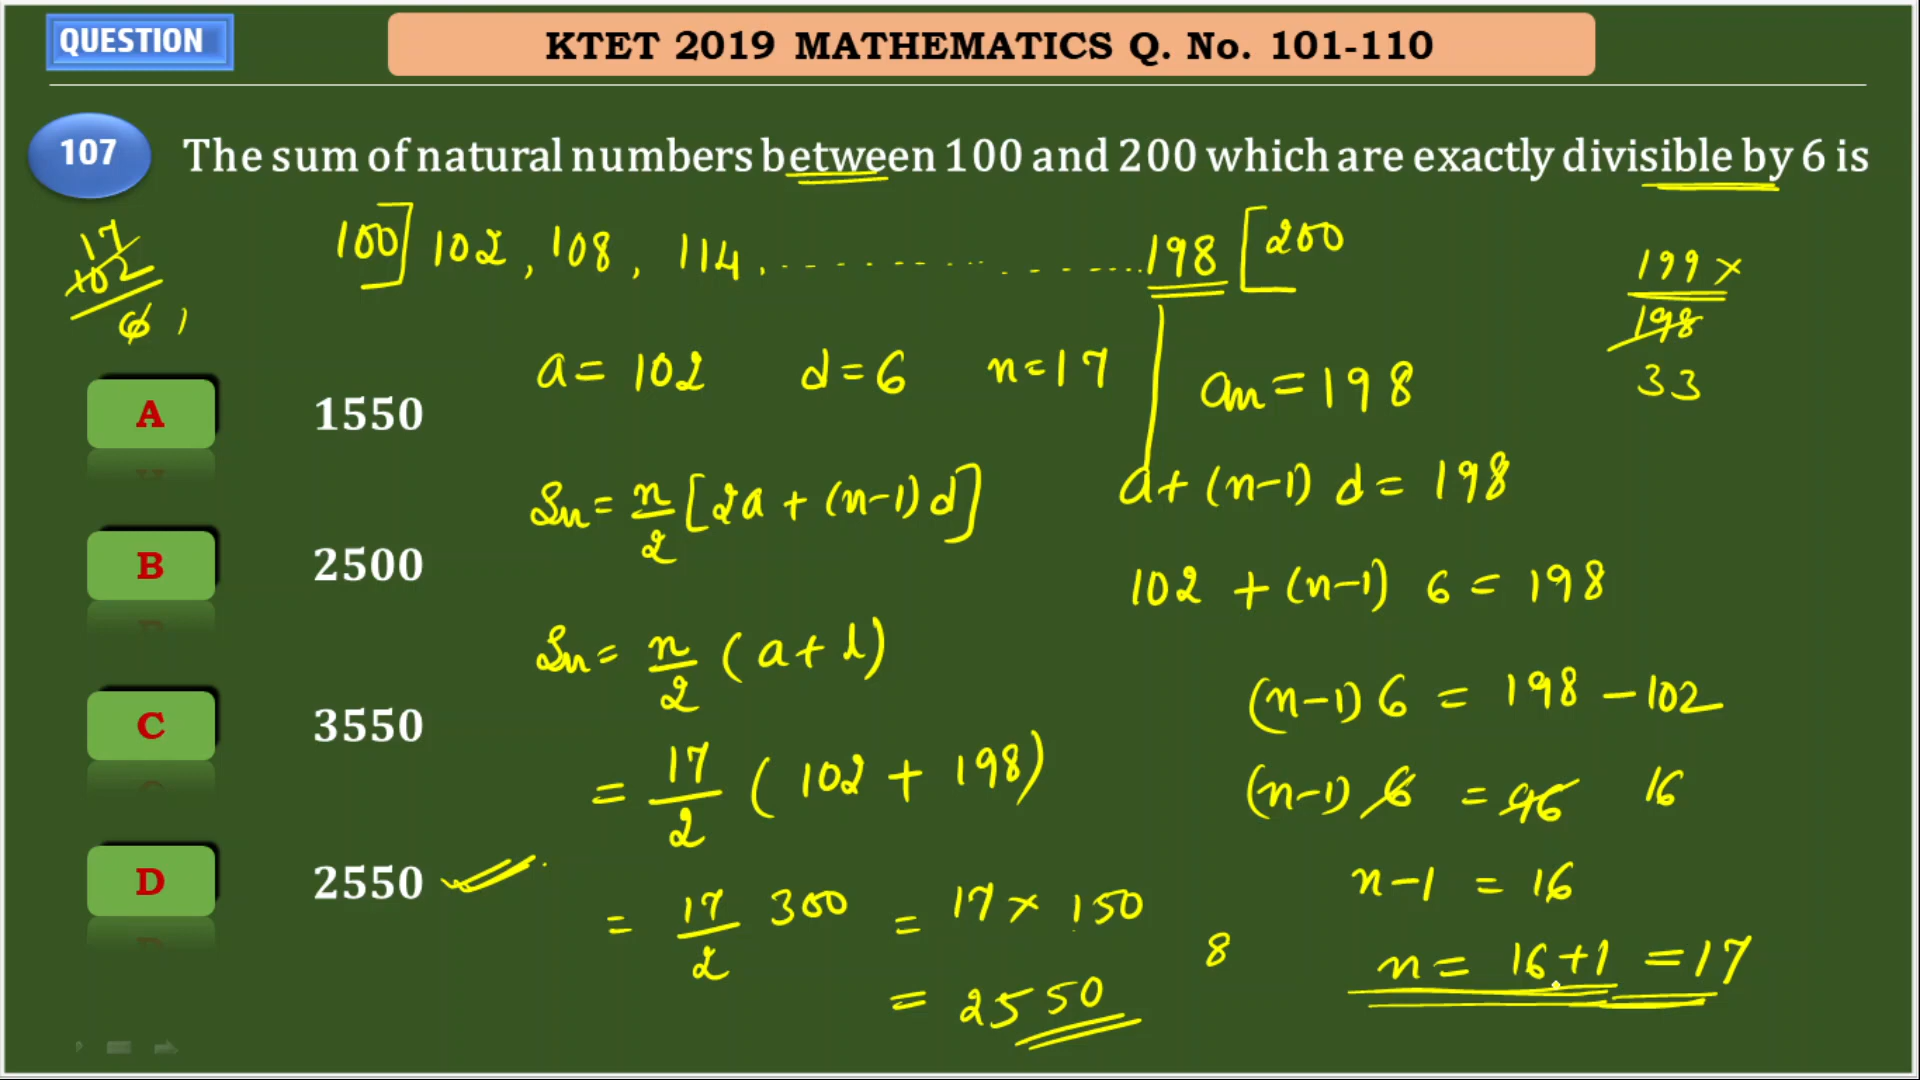 QUESTION
KTET 2019 MATHEMATICS Q. No. 101-110
107 The sum of natural numbers between 100 and 200 which are exactly divisible by 6 is
17
102
6 ,
100] 102, 108, 114, ................ 198 [200
199 ×
198
33
a = 102 d = 6 n = 17
an = 198
A 1550
Sn = n/2 [2a + (n-1) d]
a + (n-1) d = 198
B 2500
102 + (n-1) 6 = 198
Sn = n/2 (a + l)
(n-1) 6 = 198 - 102
C 3550
= 17/2 (102 + 198)
(n-1) 6 = 96 16
D 2550
n-1 = 16
= 17/2 300 = 17 × 150
8
n = 16+1 = 17
= 2550